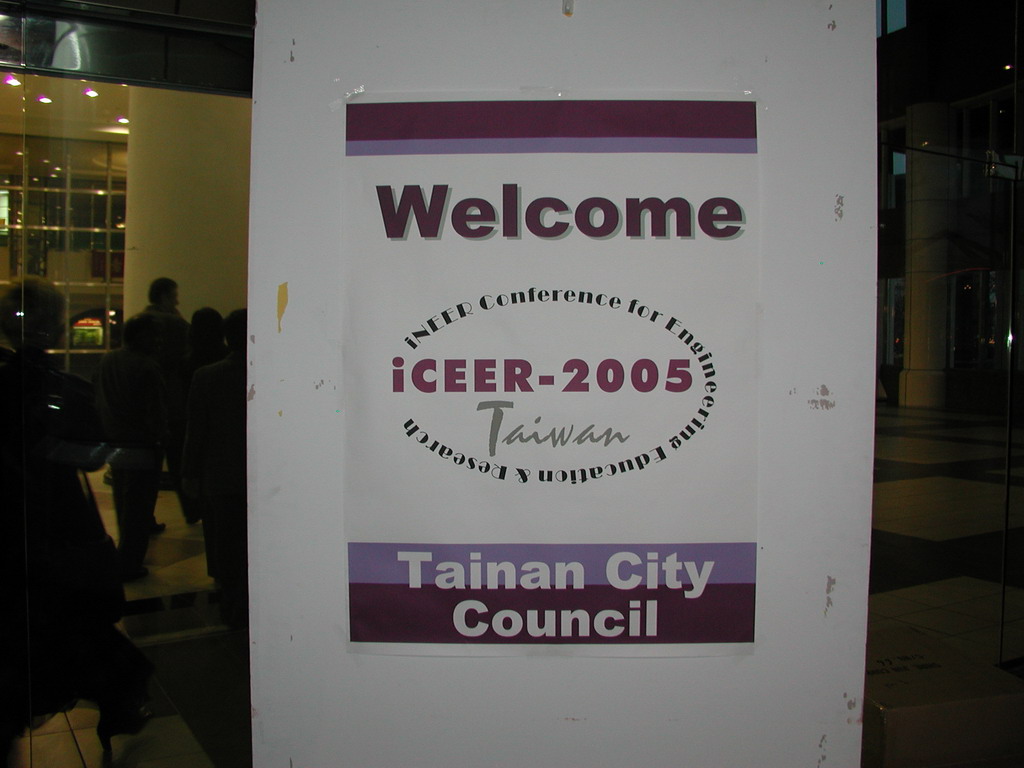 Welcome
iNEER Conference for Engineering Education & Research
iCEER-2005
Taiwan
Tainan City
Council